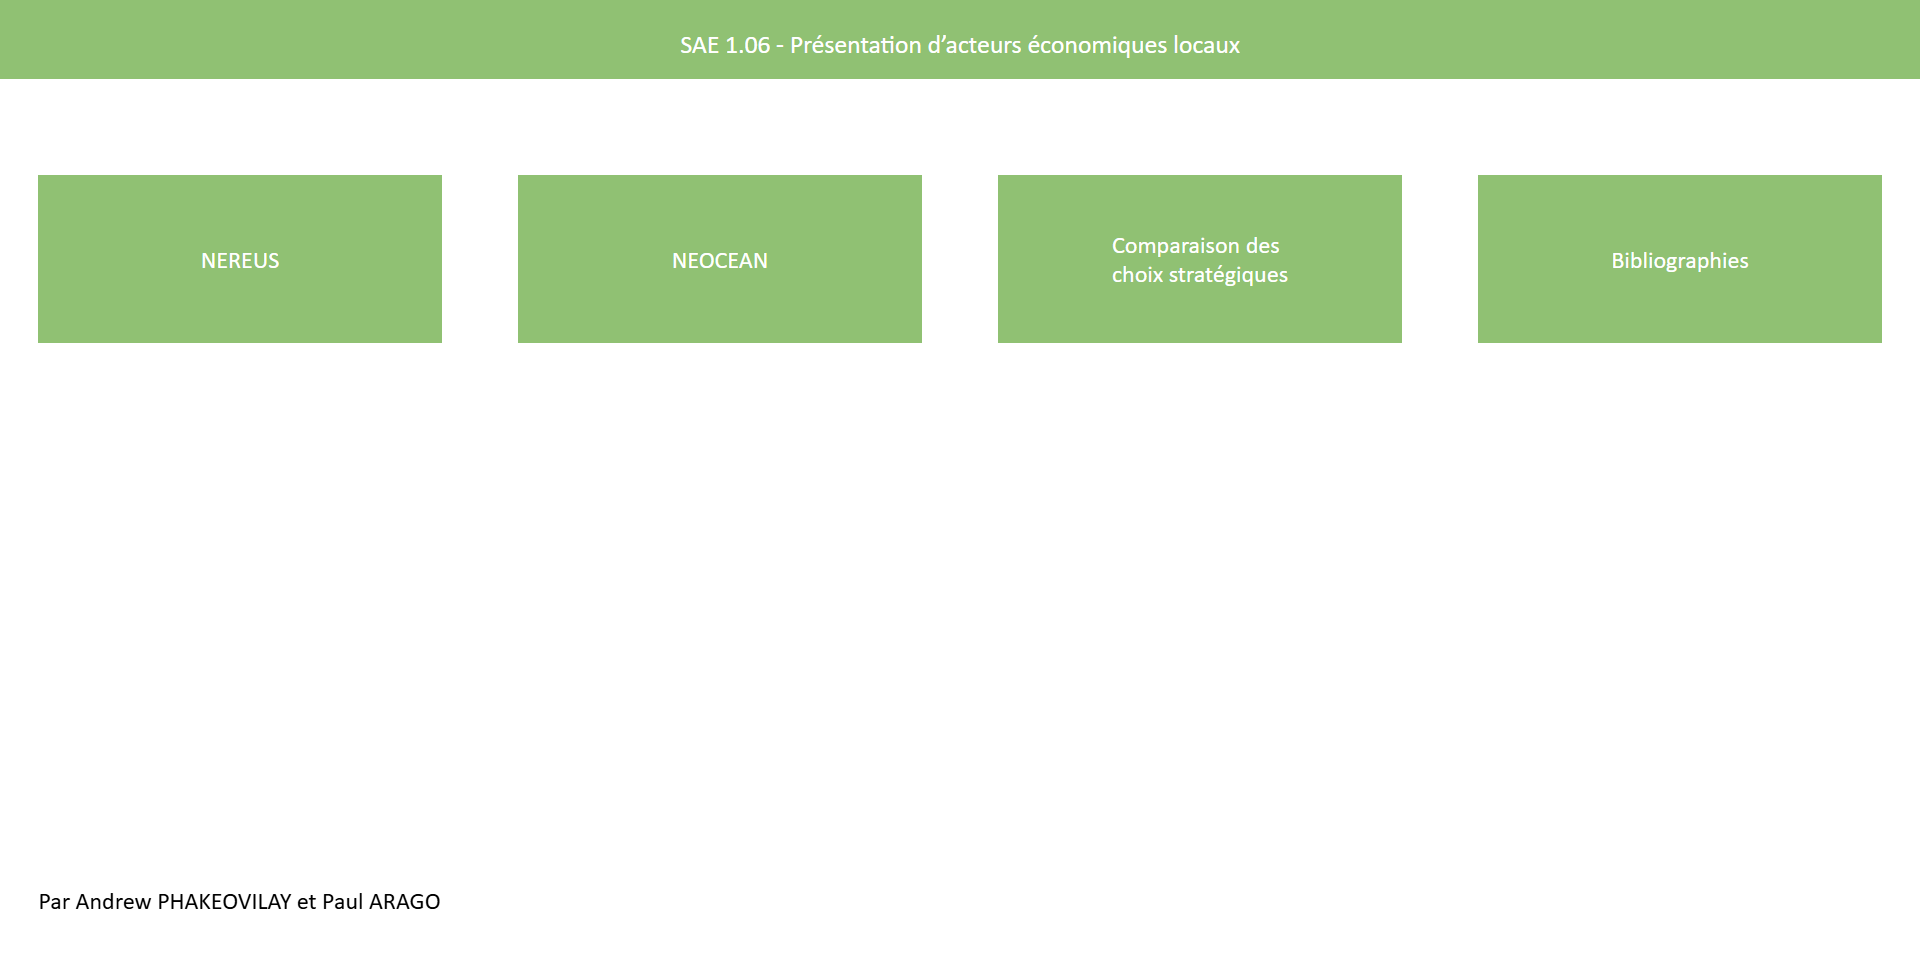 SAE 1.06 - Présentation d’acteurs économiques locaux
NEREUS
NEOCEAN
Comparaison des
choix stratégiques
Bibliographies
Par Andrew PHAKEOVILAY et Paul ARAGO